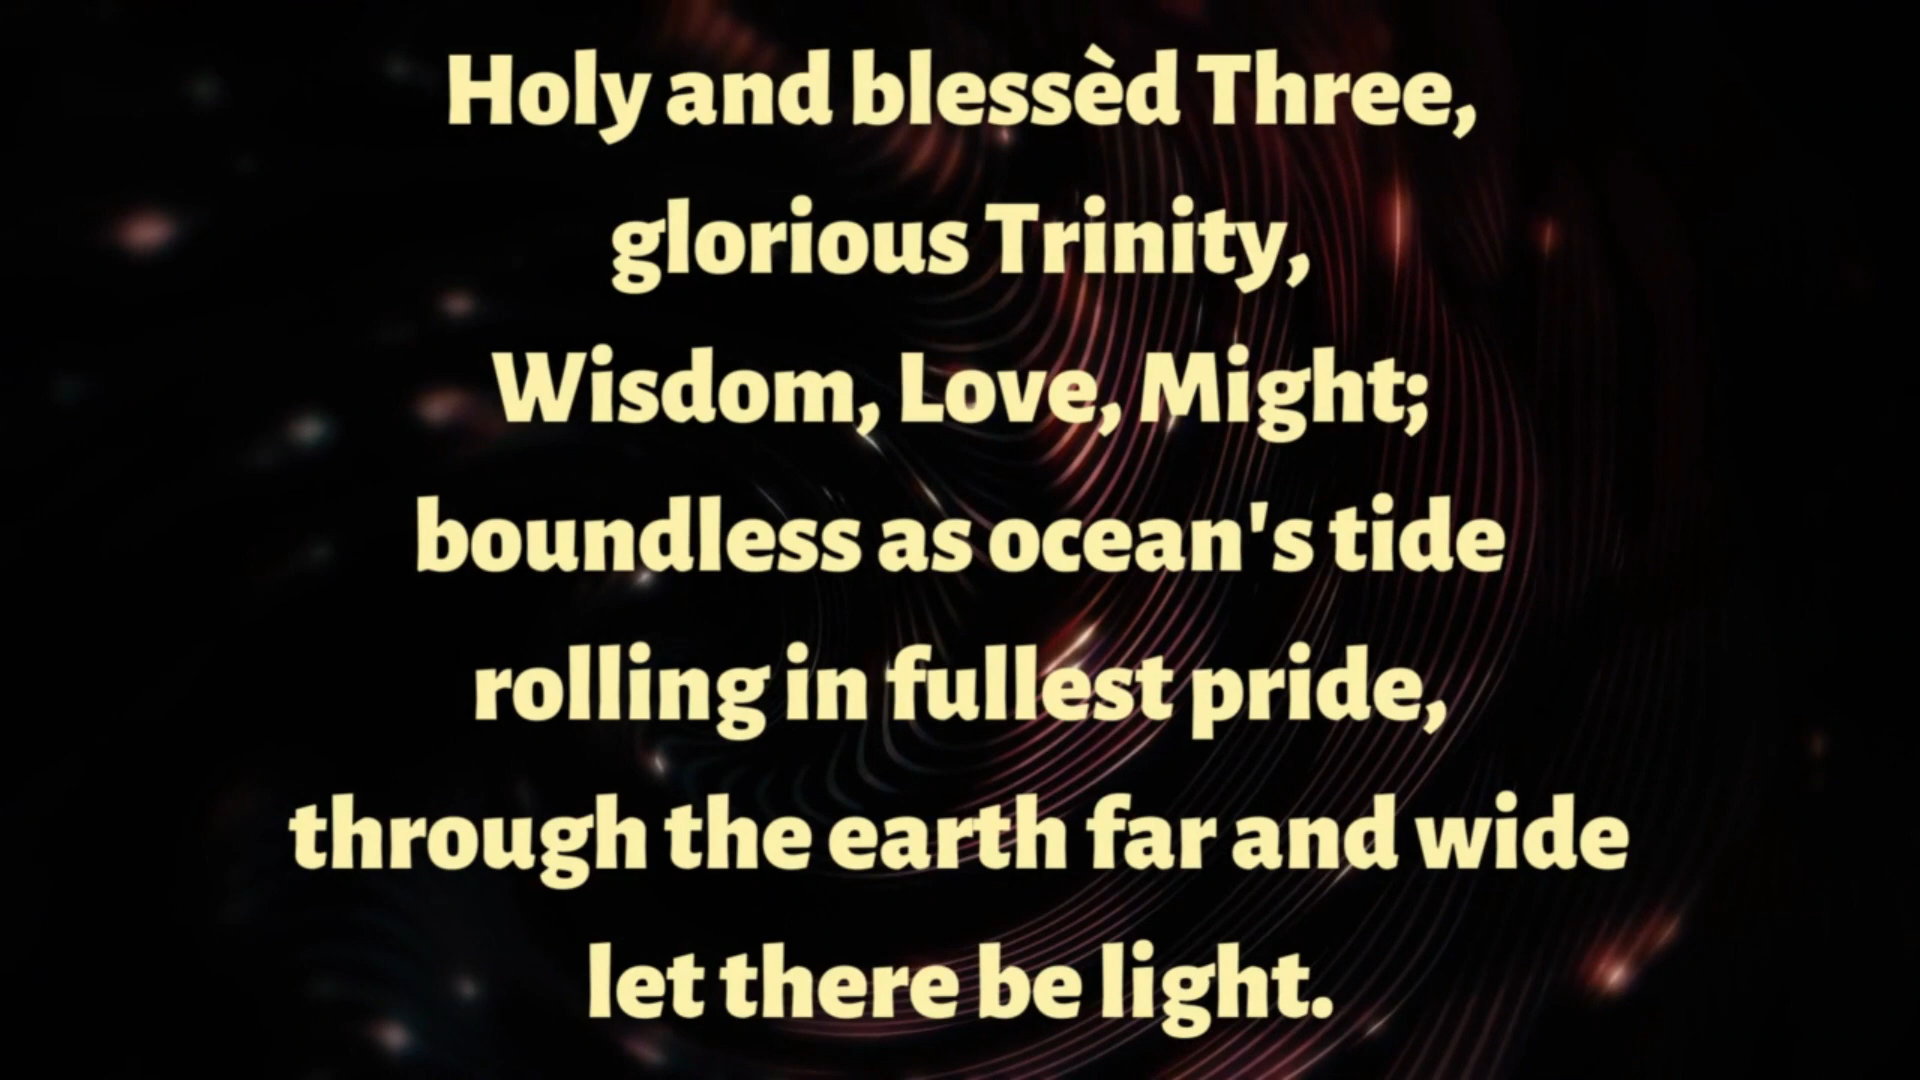 Holy and blessèd Three,
glorious Trinity,
Wisdom, Love, Might;
boundless as ocean's tide
rolling in fullest pride,
through the earth far and wide
let there be light.